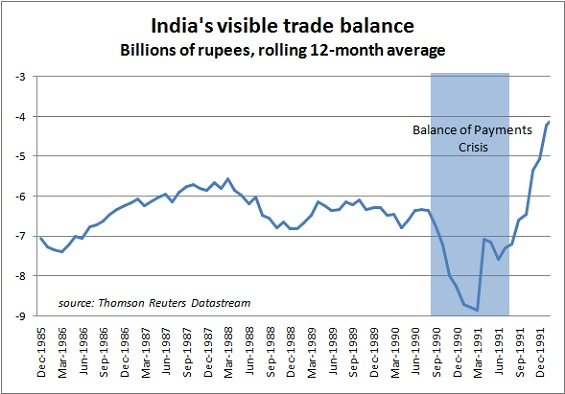 India's visible trade balance
Billions of rupees, rolling 12-month average
-3
-4
-5
-6
-7
-8
-9
Balance of Payments
Crisis
source: Thomson Reuters Datastream
Dec-1985
Mar-1986
Jun-1986
Sep-1986
Dec-1986
Mar-1987
Jun-1987
Sep-1987
Dec-1987
Mar-1988
Jun-1988
Sep-1988
Dec-1988
Mar-1989
Jun-1989
Sep-1989
Dec-1989
Mar-1990
Jun-1990
Sep-1990
Dec-1990
Mar-1991
Jun-1991
Sep-1991
Dec-1991